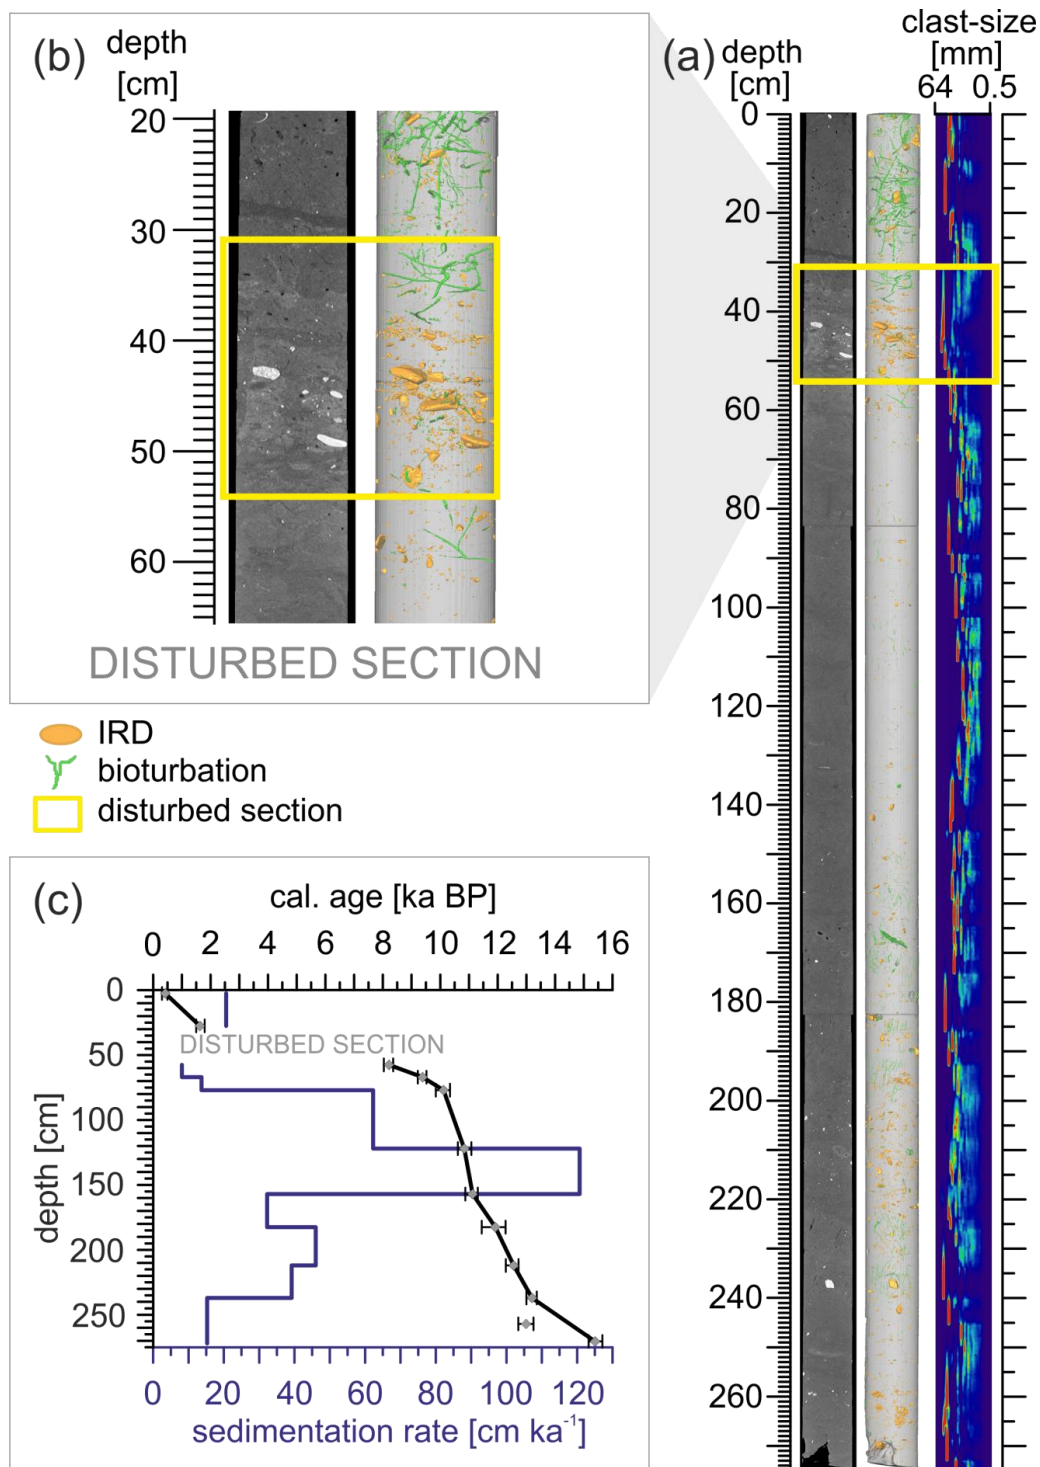 (b)
depth
[cm]
20
30
40
50
60
DISTURBED SECTION
IRD
bioturbation
disturbed section
(a)
depth
[cm]
clast-size
[mm]
64 0.5
0
20
40
60
80
100
120
140
160
180
200
220
240
260
(c)
cal. age [ka BP]
0 2 4 6 8 10 12 14 16
0
50
100
150
200
250
depth [cm]
DISTURBED SECTION
0 20 40 60 80 100 120
sedimentation rate [cm ka⁻¹]